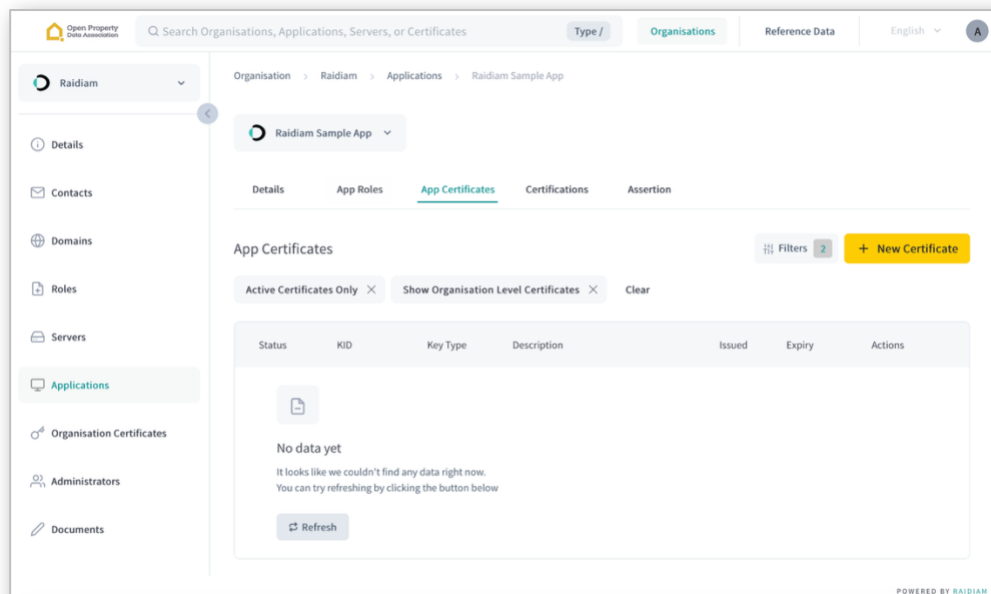 Open Property
Data Association
Search Organisations, Applications, Servers, or Certificates
Type /
Organisations
Reference Data
English
A
Raidiam
Organisation > Raidiam > Applications > Raidiam Sample App
Raidiam Sample App
Details
Contacts
Domains
Roles
Servers
Applications
Organisation Certificates
Administrators
Documents
Details App Roles App Certificates Certifications Assertion
App Certificates
Filters 2
+ New Certificate
Active Certificates Only
Show Organisation Level Certificates
Clear
Status KID Key Type Description Issued Expiry Actions
No data yet
It looks like we couldn't find any data right now.
You can try refreshing by clicking the button below
Refresh
POWERED BY RAIDIAM